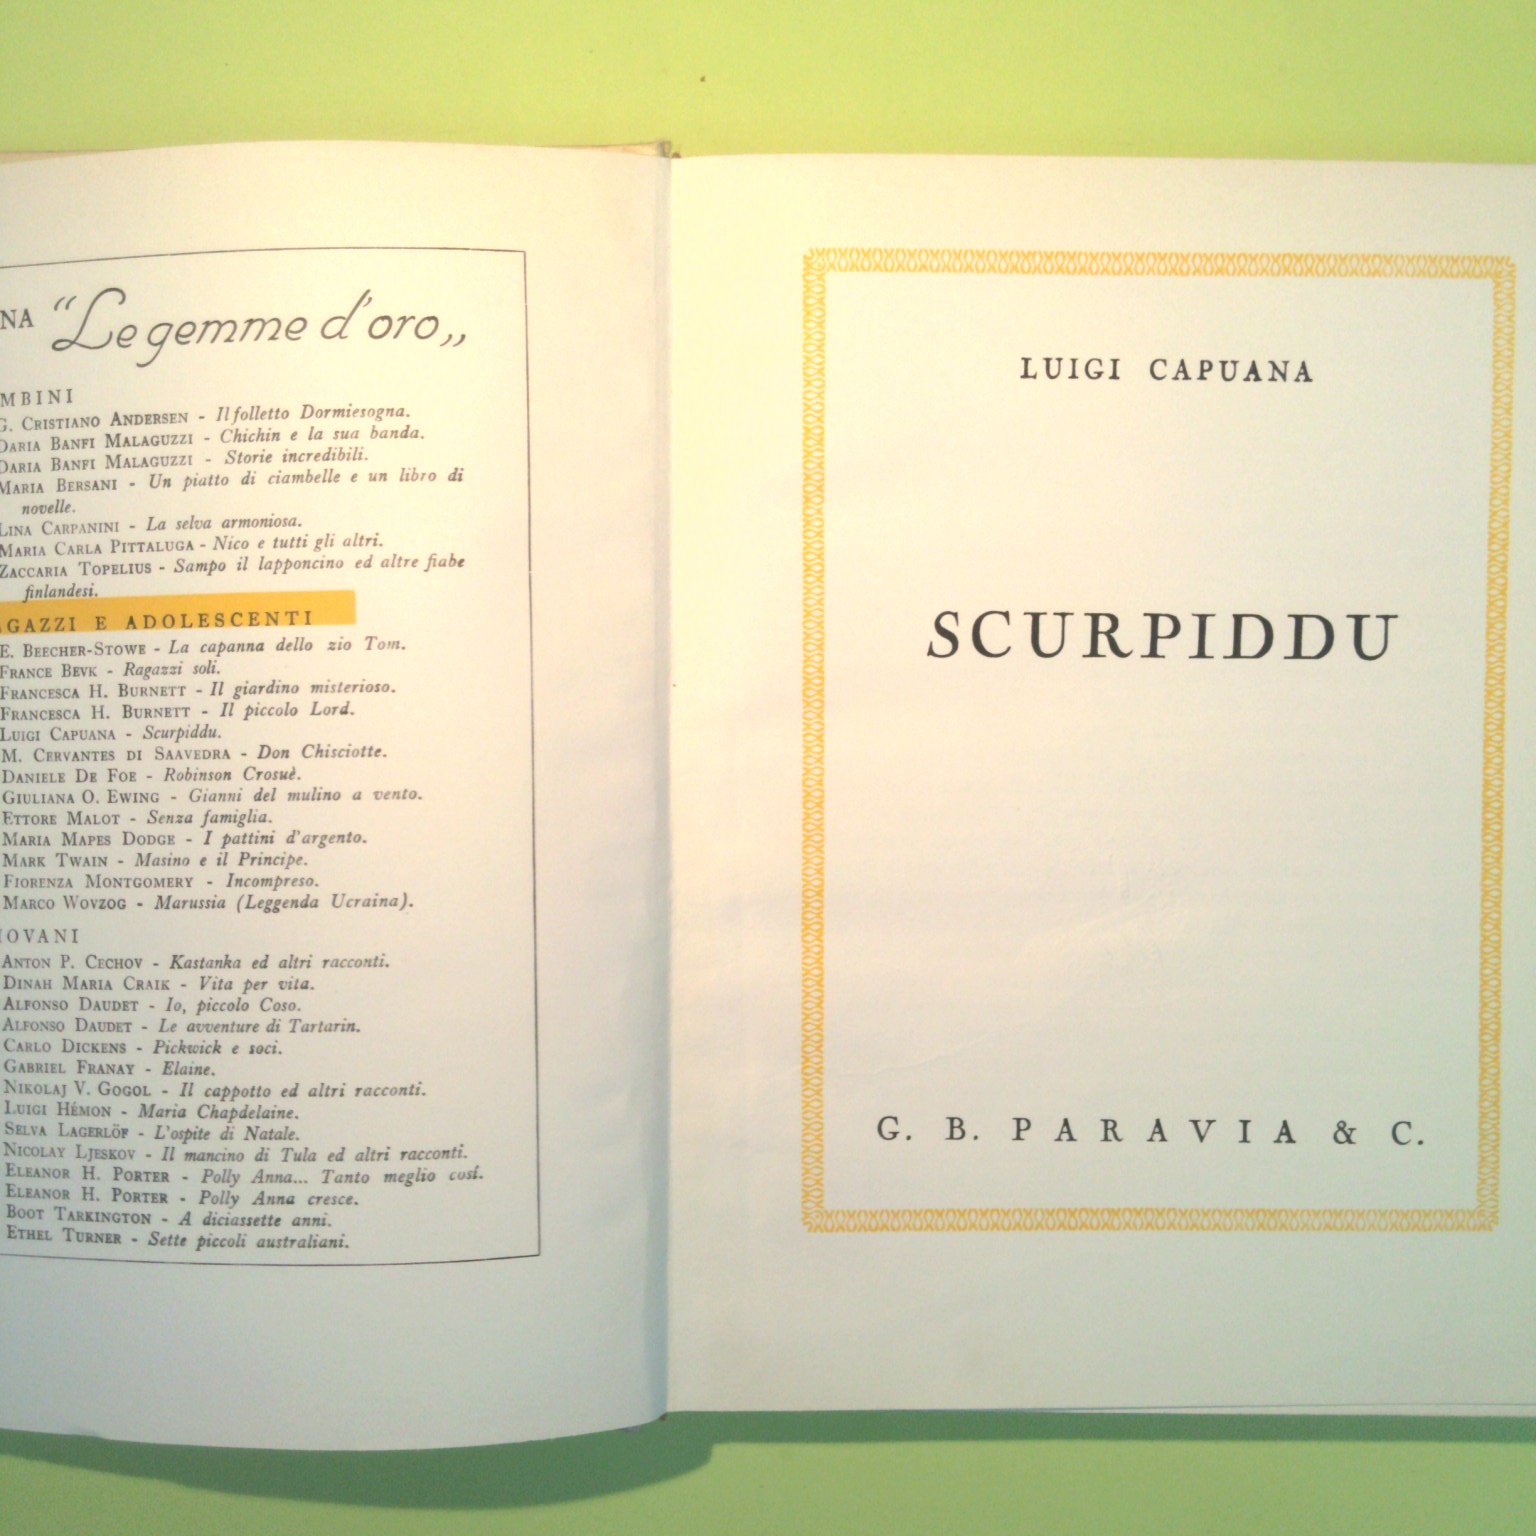 NA “Le gemme d'oro„
MBINI
G. CRISTIANO ANDERSEN - Il folletto Dormiesogna.
DARIA BANFI MALAGUZZI - Chichin e la sua banda.
DARIA BANFI MALAGUZZI - Storie incredibili.
MARIA BERSANI - Un piatto di ciambelle e un libro di
novelle.
LINA CARPANINI - La selva armoniosa.
MARIA CARLA PITTALUGA - Nico e tutti gli altri.
ZACCARIA TOPELIUS - Sampo il lapponcino ed altre fiabe
finlandesi.
GAZZI E ADOLESCENTI
E. BEECHER-STOWE - La capanna dello zio Tom.
FRANCE BEVK - Ragazzi soli.
FRANCESCA H. BURNETT - Il giardino misterioso.
FRANCESCA H. BURNETT - Il piccolo Lord.
LUIGI CAPUANA - Scurpiddu.
M. CERVANTES DI SAAVEDRA - Don Chisciotte.
DANIELE DE FOE - Robinson Crosuè.
GIULIANA O. EWING - Gianni del mulino a vento.
ETTORE MALOT - Senza famiglia.
MARIA MAPES DODGE - I pattini d'argento.
MARK TWAIN - Masino e il Principe.
FIORENZA MONTGOMERY - Incompreso.
MARCO WOVZOG - Marussia (Leggenda Ucraina).
IOVANI
ANTON P. CECHOV - Kastanka ed altri racconti.
DINAH MARIA CRAIK - Vita per vita.
ALFONSO DAUDET - Io, piccolo Coso.
ALFONSO DAUDET - Le avventure di Tartarin.
CARLO DICKENS - Pickwick e soci.
GABRIEL FRANAY - Elaine.
NIKOLAJ V. GOGOL - Il cappotto ed altri racconti.
LUIGI HÉMON - Maria Chapdelaine.
SELVA LAGERLÖF - L'ospite di Natale.
NICOLAY LJESKOV - Il mancino di Tula ed altri racconti.
ELEANOR H. PORTER - Polly Anna... Tanto meglio così.
ELEANOR H. PORTER - Polly Anna cresce.
BOOT TARKINGTON - A diciassette anni.
ETHEL TURNER - Sette piccoli australiani.
LUIGI CAPUANA
SCURPIDDU
G. B. PARAVIA & C.